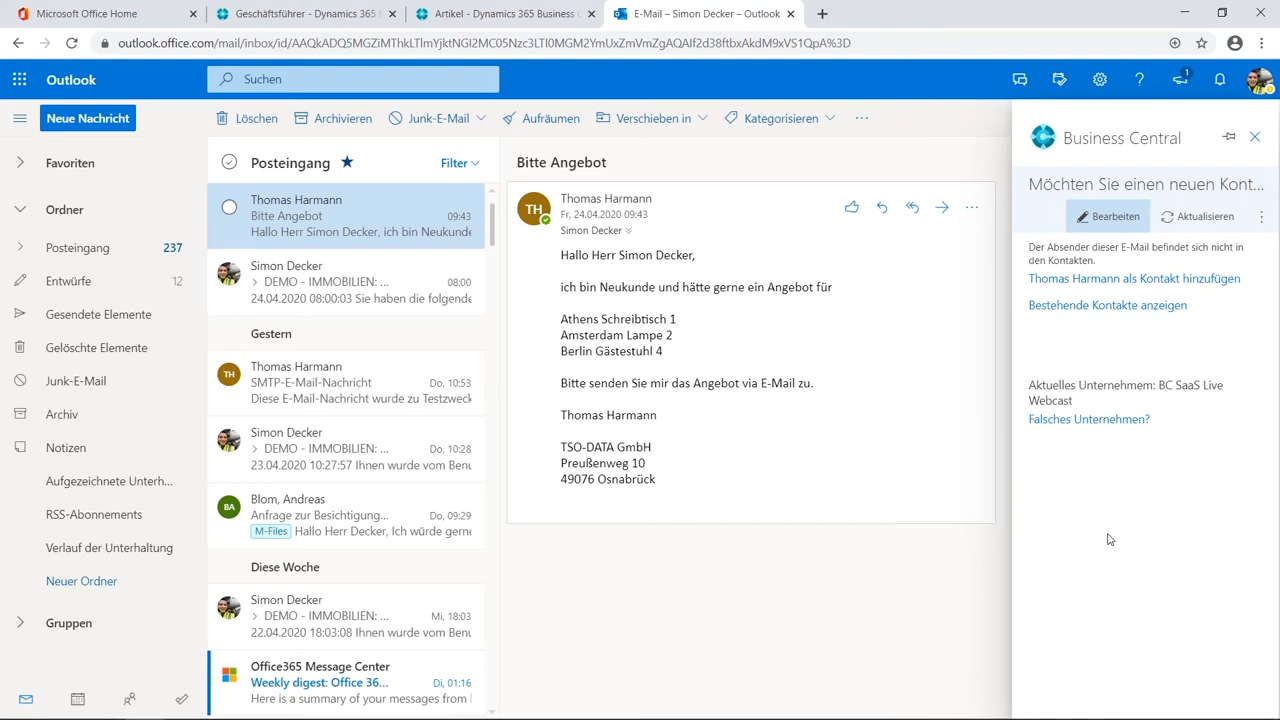 Microsoft Office Home
Geschäftsführer - Dynamics 365 B
Artikel - Dynamics 365 Business C
E-Mail – Simon Decker – Outlook
outlook.office.com/mail/inbox/id/AAQkADQ5MGZiMThkLTlmYjktNGI2MC05Nzc3LTI0MGM2YmUxZmVmZgAQAIf2d38ftbxAkdM9xVS1QpA%3D
Outlook
Suchen
1
Neue Nachricht
Löschen
Archivieren
Junk-E-Mail
Aufräumen
Verschieben in
Kategorisieren
Favoriten
Ordner
Posteingang 237
Entwürfe 12
Gesendete Elemente
Gelöschte Elemente
Junk-E-Mail
Archiv
Notizen
Aufgezeichnete Unterh...
RSS-Abonnements
Verlauf der Unterhaltung
Neuer Ordner
Gruppen
Posteingang
Filter
Thomas Harmann
Bitte Angebot 09:43
Hallo Herr Simon Decker, ich bin Neukunde
Simon Decker
> DEMO - IMMOBILIEN: ... 08:00
24.04.2020 08:00:03 Sie haben die folgende
Gestern
TH
Thomas Harmann
SMTP-E-Mail-Nachricht Do, 10:53
Diese E-Mail-Nachricht wurde zu Testzweck
Simon Decker
> DEMO - IMMOBILIEN: ... Do, 10:28
23.04.2020 10:27:57 Ihnen wurde vom Benu
BA
Blom, Andreas
Anfrage zur Besichtigung... Do, 09:29
M-Files Hallo Herr Decker, Ich würde gerne
Diese Woche
Simon Decker
> DEMO - IMMOBILIEN: ... Mi, 18:03
22.04.2020 18:03:08 Ihnen wurde vom Benu
Office365 Message Center
Weekly digest: Office 36... Di, 01:16
Here is a summary of your messages from
Bitte Angebot
TH
Thomas Harmann
Fr, 24.04.2020 09:43
Simon Decker
Hallo Herr Simon Decker,
ich bin Neukunde und hätte gerne ein Angebot für
Athens Schreibtisch 1
Amsterdam Lampe 2
Berlin Gästestuhl 4
Bitte senden Sie mir das Angebot via E-Mail zu.
Thomas Harmann
TSO-DATA GmbH
Preußenweg 10
49076 Osnabrück
Business Central
Möchten Sie einen neuen Kont...
Bearbeiten
Aktualisieren
Der Absender dieser E-Mail befindet sich nicht in
den Kontakten.
Thomas Harmann als Kontakt hinzufügen
Bestehende Kontakte anzeigen
Aktuelles Unternehmem: BC SaaS Live
Webcast
Falsches Unternehmen?